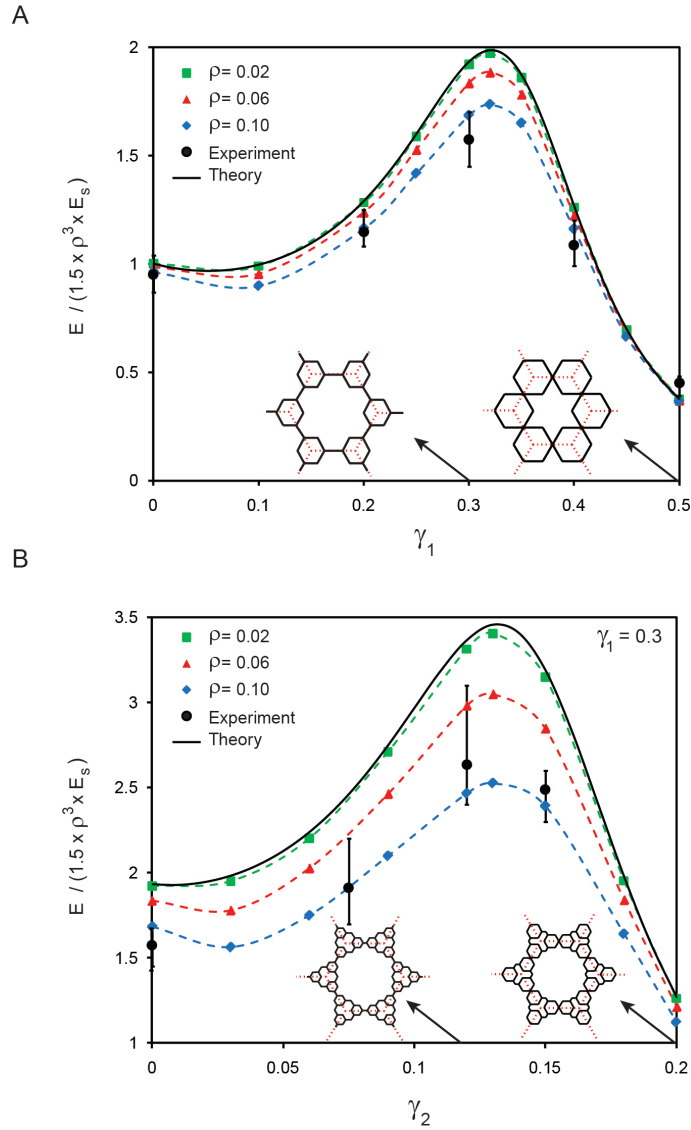 A
2
1.5
1
0.5
0
E / (1.5 x ρ³ x Eₛ)
ρ= 0.02
ρ= 0.06
ρ= 0.10
Experiment
Theory
0 0.1 0.2 0.3 0.4 0.5
γ₁
B
3.5
3
2.5
2
1.5
1
E / (1.5 x ρ³ x Eₛ)
ρ= 0.02
ρ= 0.06
ρ= 0.10
Experiment
Theory
γ₁ = 0.3
0 0.05 0.1 0.15 0.2
γ₂